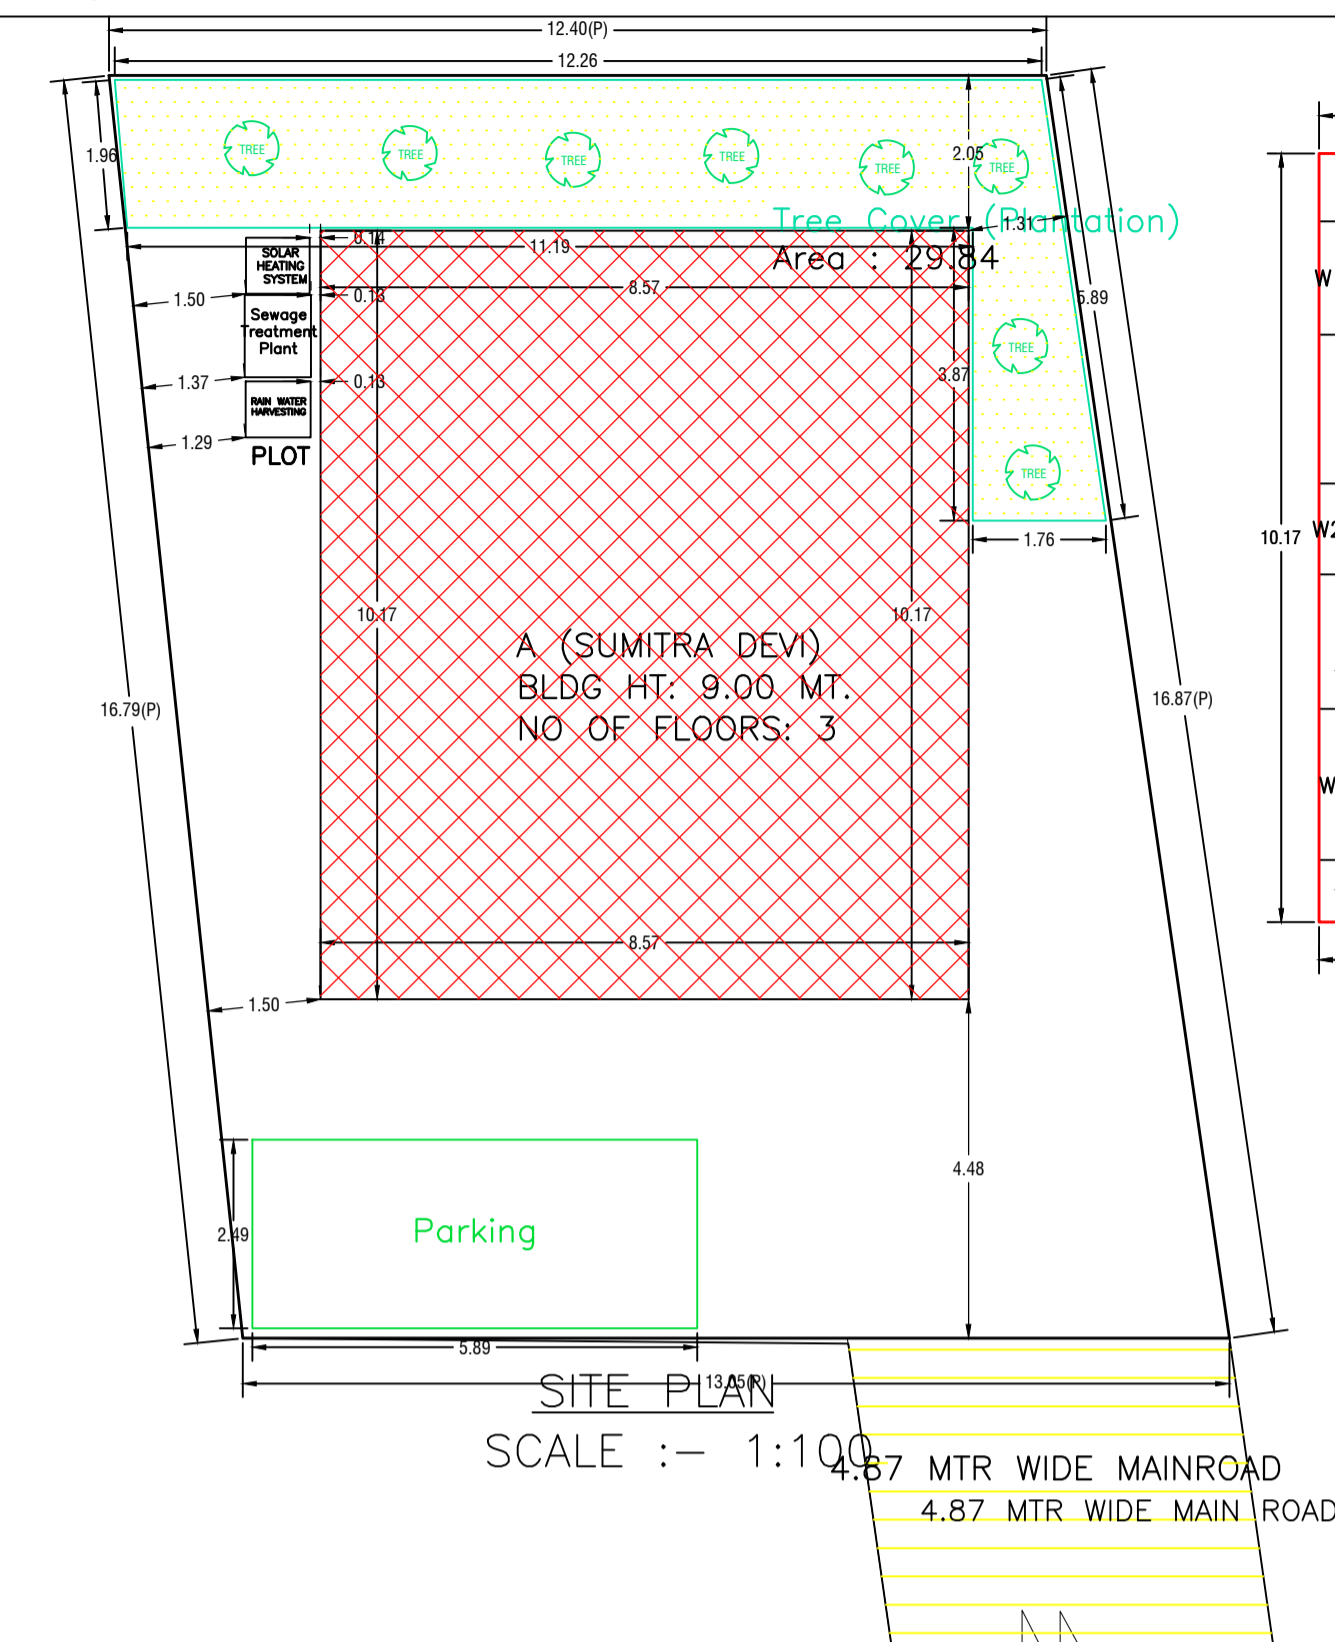 12.40(P)
12.26
1.96
TREE
TREE
TREE
TREE
TREE
TREE
2.05
Tree Cover (Plantation)
1.31
Area : 29.84
0.14
11.19
SOLAR
HEATING
SYSTEM
8.57
0.13
1.50
5.89
Sewage
Treatment
Plant
TREE
3.87
1.37
0.13
RAIN WATER
HARVESTING
1.29
PLOT
TREE
1.76
10.17
10.17
A (SUMITRA DEVI)
BLDG HT: 9.00 MT.
NO OF FLOORS: 3
16.79(P)
16.87(P)
8.57
1.50
4.48
2.49
Parking
5.89
13.05(P)
SITE PLAN
SCALE :- 1:100
4.87 MTR WIDE MAINROAD
4.87 MTR WIDE MAIN ROAD
W
10.17
W2
W